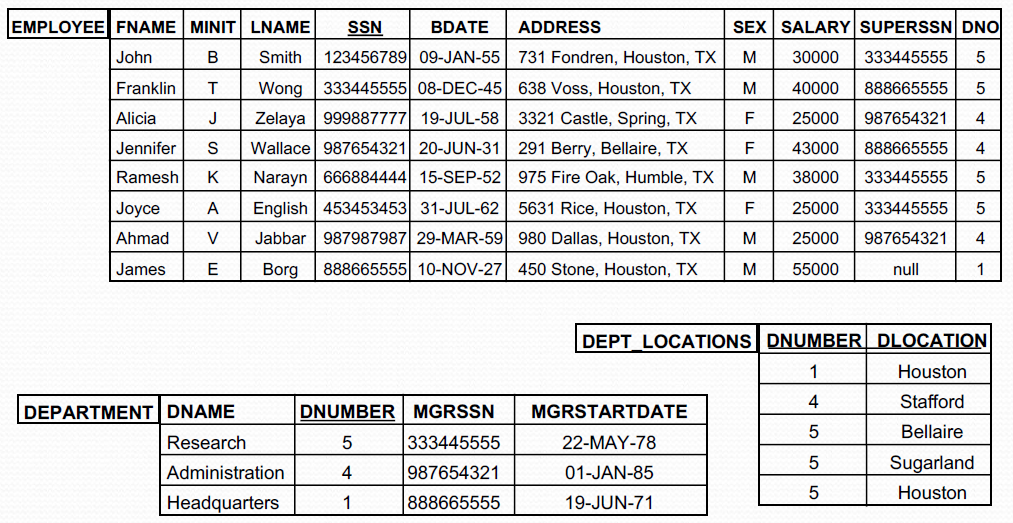 EMPLOYEE FNAME MINIT LNAME SSN BDATE ADDRESS SEX SALARY SUPERSSN DNO
John B Smith 123456789 09-JAN-55 731 Fondren, Houston, TX M 30000 333445555 5
Franklin T Wong 333445555 08-DEC-45 638 Voss, Houston, TX M 40000 888665555 5
Alicia J Zelaya 999887777 19-JUL-58 3321 Castle, Spring, TX F 25000 987654321 4
Jennifer S Wallace 987654321 20-JUN-31 291 Berry, Bellaire, TX F 43000 888665555 4
Ramesh K Narayn 666884444 15-SEP-52 975 Fire Oak, Humble, TX M 38000 333445555 5
Joyce A English 453453453 31-JUL-62 5631 Rice, Houston, TX F 25000 333445555 5
Ahmad V Jabbar 987987987 29-MAR-59 980 Dallas, Houston, TX M 25000 987654321 4
James E Borg 888665555 10-NOV-27 450 Stone, Houston, TX M 55000 null 1
DEPT_LOCATIONS DNUMBER DLOCATION
1 Houston
4 Stafford
5 Bellaire
5 Sugarland
5 Houston
DEPARTMENT DNAME DNUMBER MGRSSN MGRSTARTDATE
Research 5 333445555 22-MAY-78
Administration 4 987654321 01-JAN-85
Headquarters 1 888665555 19-JUN-71